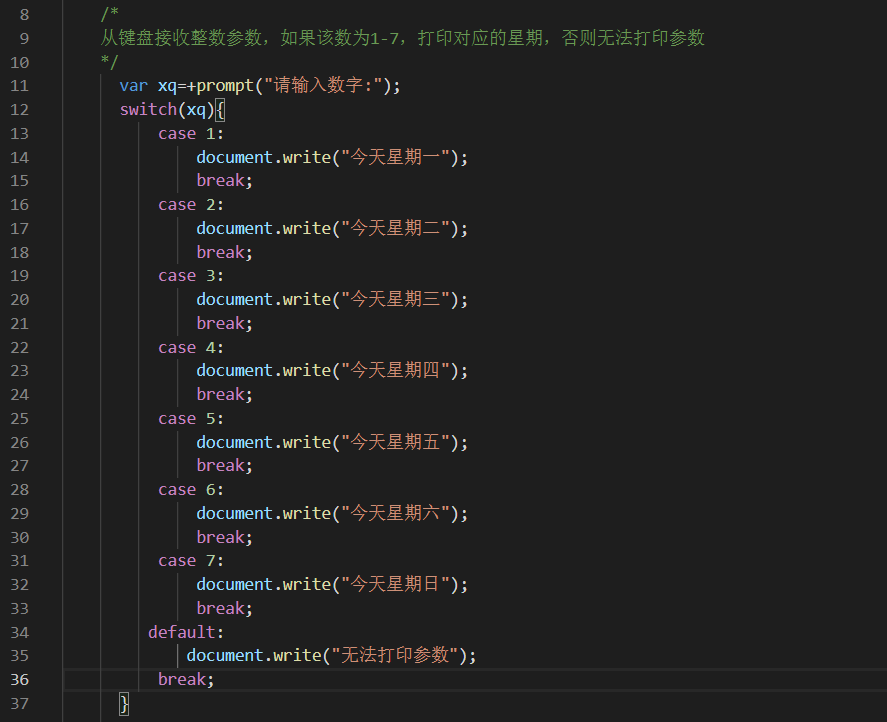 8 /*
9 从键盘接收整数参数，如果该数为1-7，打印对应的星期，否则无法打印参数
10 */
11 var xq=+prompt("请输入数字:");
12 switch(xq){
13 case 1:
14 document.write("今天星期一");
15 break;
16 case 2:
17 document.write("今天星期二");
18 break;
19 case 3:
20 document.write("今天星期三");
21 break;
22 case 4:
23 document.write("今天星期四");
24 break;
25 case 5:
26 document.write("今天星期五");
27 break;
28 case 6:
29 document.write("今天星期六");
30 break;
31 case 7:
32 document.write("今天星期日");
33 break;
34 default:
35 document.write("无法打印参数");
36 break;
37 }